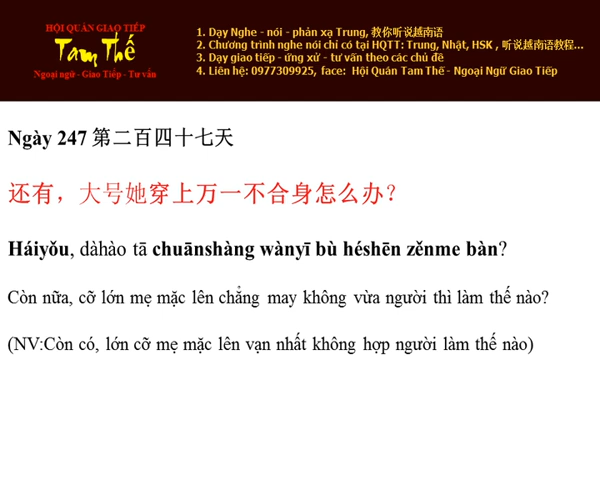 HỘI QUÁN GIAO TIẾP
Tam Thế
Ngoại ngữ - Giao Tiếp - Tư vấn
1. Dạy Nghe - nói - phản xạ Trung, 教你听说越南语
2. Chương trình nghe nói chỉ có tại HQTT: Trung, Nhật, HSK , 听说越南语教程...
3. Dạy giao tiếp - ứng xử - tư vấn theo các chủ đề
4. Liên hệ: 0977309925, face: Hội Quán Tam Thế - Ngoại Ngữ Giao Tiếp
Ngày 247 第二百四十七天
还有，大号她穿上万一不合身怎么办？
Háiyǒu, dàhào tā chuānshàng wànyī bù héshēn zěnme bàn?
Còn nữa, cỡ lớn mẹ mặc lên chẳng may không vừa người thì làm thế nào?
(NV:Còn có, lớn cỡ mẹ mặc lên vạn nhất không hợp người làm thế nào)